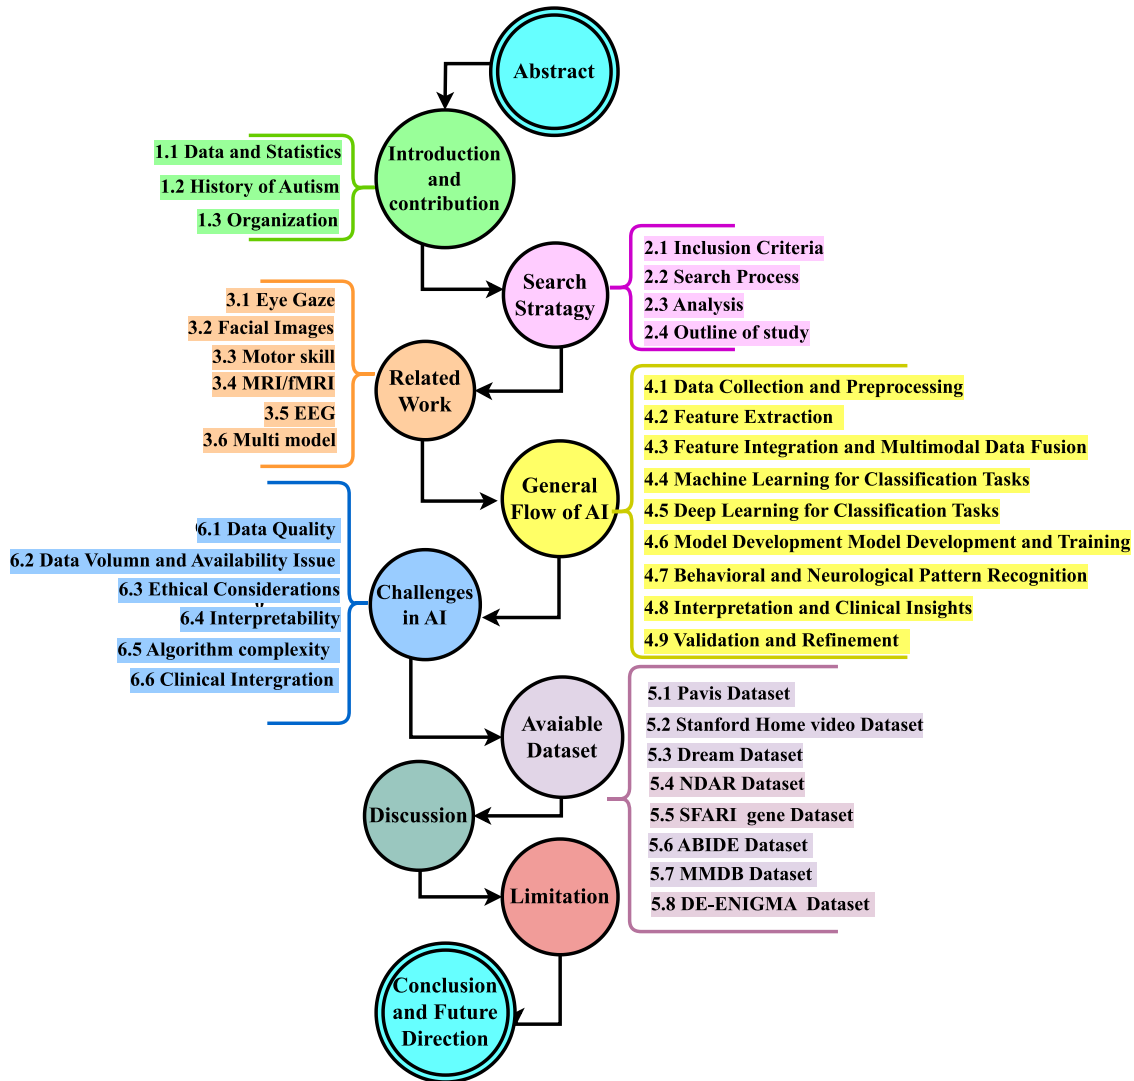 Abstract
Introduction
and
contribution
1.1 Data and Statistics
1.2 History of Autism
1.3 Organization
Search
Stratagy
2.1 Inclusion Criteria
2.2 Search Process
2.3 Analysis
2.4 Outline of study
Related
Work
3.1 Eye Gaze
3.2 Facial Images
3.3 Motor skill
3.4 MRI/fMRI
3.5 EEG
3.6 Multi model
General
Flow of AI
4.1 Data Collection and Preprocessing
4.2 Feature Extraction
4.3 Feature Integration and Multimodal Data Fusion
4.4 Machine Learning for Classification Tasks
4.5 Deep Learning for Classification Tasks
4.6 Model Development Model Development and Training
4.7 Behavioral and Neurological Pattern Recognition
4.8 Interpretation and Clinical Insights
4.9 Validation and Refinement
Challenges
in AI
6.1 Data Quality
6.2 Data Volumn and Availability Issue
6.3 Ethical Considerations
6.4 Interpretability
6.5 Algorithm complexity
6.6 Clinical Intergration
Avaiable
Dataset
5.1 Pavis Dataset
5.2 Stanford Home video Dataset
5.3 Dream Dataset
5.4 NDAR Dataset
5.5 SFARI gene Dataset
5.6 ABIDE Dataset
5.7 MMDB Dataset
5.8 DE-ENIGMA Dataset
Discussion
Limitation
Conclusion
and Future
Direction